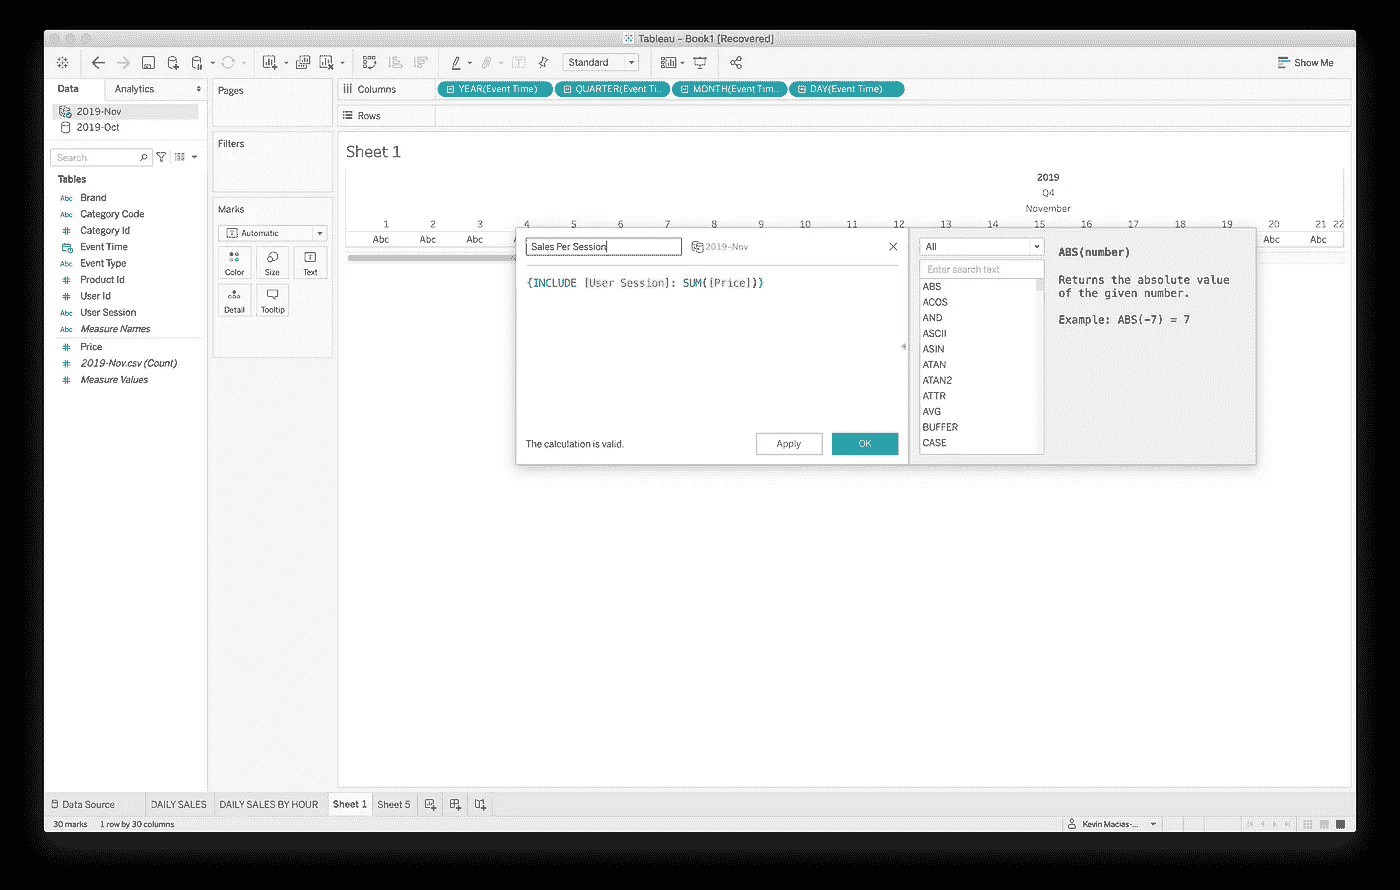 Tableau - Book1 [Recovered]
Standard
Show Me
Data
Analytics
Pages
Columns
YEAR(Event Time)
QUARTER(Event Ti..
MONTH(Event Tim..
DAY(Event Time)
2019-Nov
2019-Oct
Rows
Filters
Sheet 1
Search
Tables
Abc Brand
Abc Category Code
# Category Id
Event Time
Abc Event Type
# Product Id
# User Id
Abc User Session
Abc Measure Names
# Price
# 2019-Nov.csv (Count)
# Measure Values
Marks
Automatic
Color
Size
Text
Detail
Tooltip
2019
Q4
November
1 2 3 4 5 6 7 8 9 10 11 12 13 14 15 16 17 18 19 20 21 22
Abc Abc Abc Abc Abc
Sales Per Session
2019-Nov
{INCLUDE [User Session]: SUM([Price])}
The calculation is valid.
Apply
OK
All
Enter search text
ABS
ACOS
AND
ASCII
ASIN
ATAN
ATAN2
ATTR
AVG
BUFFER
CASE
ABS(number)
Returns the absolute value
of the given number.
Example: ABS(-7) = 7
Data Source
DAILY SALES
DAILY SALES BY HOUR
Sheet 1
Sheet 5
30 marks
1 row by 30 columns
Kevin Macias-...